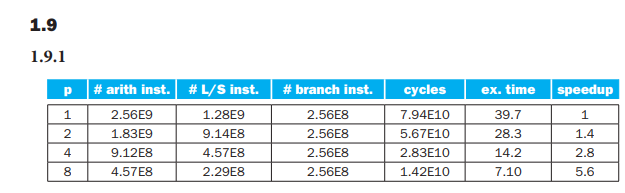 1.9
1.9.1
p # arith inst. # L/S inst. # branch inst. cycles ex. time speedup
1 2.56E9 1.28E9 2.56E8 7.94E10 39.7 1
2 1.83E9 9.14E8 2.56E8 5.67E10 28.3 1.4
4 9.12E8 4.57E8 2.56E8 2.83E10 14.2 2.8
8 4.57E8 2.29E8 2.56E8 1.42E10 7.10 5.6